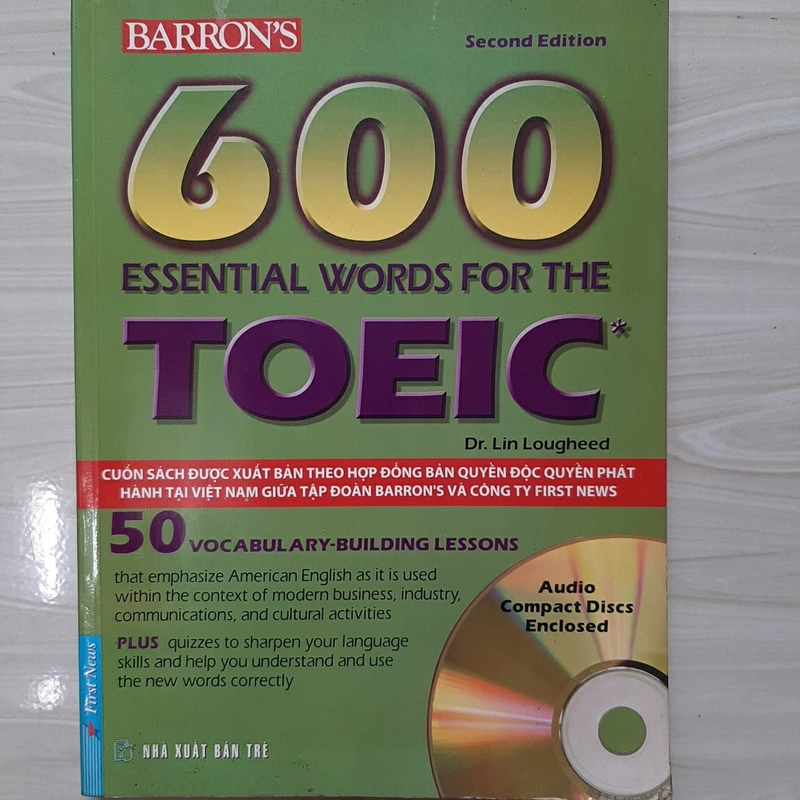 BARRON'S
Second Edition
600
ESSENTIAL WORDS FOR THE
TOEIC*
Dr. Lin Lougheed
CUỐN SÁCH ĐƯỢC XUẤT BẢN THEO HỢP ĐỒNG BẢN QUYỀN ĐỘC QUYỀN PHÁT
HÀNH TẠI VIỆT NAM GIỮA TẬP ĐOÀN BARRON'S VÀ CÔNG TY FIRST NEWS
50 VOCABULARY-BUILDING LESSONS
that emphasize American English as it is used
within the context of modern business, industry,
communications, and cultural activities
PLUS quizzes to sharpen your language
skills and help you understand and use
the new words correctly
Audio
Compact Discs
Enclosed
First News
NHÀ XUẤT BẢN TRẺ